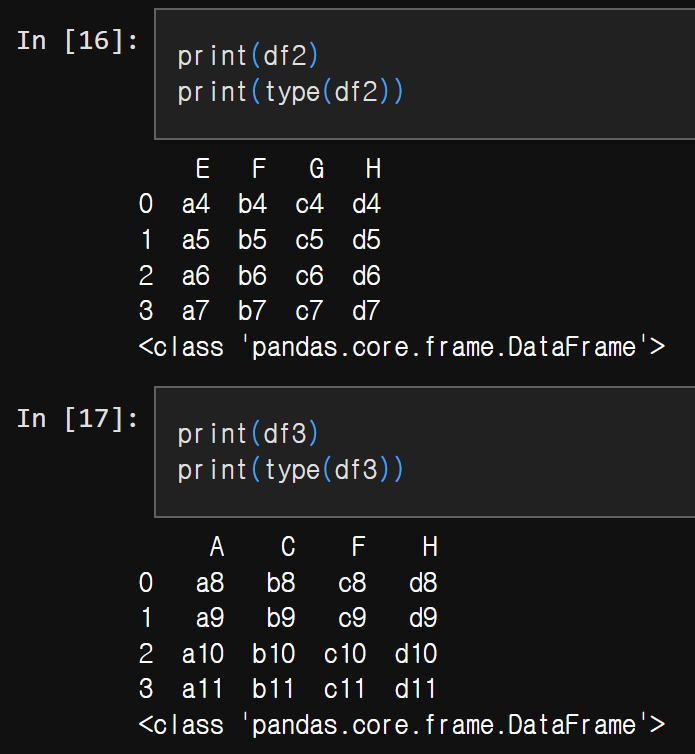 In [16]:
print(df2)
print(type(df2))
E F G H
0 a4 b4 c4 d4
1 a5 b5 c5 d5
2 a6 b6 c6 d6
3 a7 b7 c7 d7
<class 'pandas.core.frame.DataFrame'>
In [17]:
print(df3)
print(type(df3))
A C F H
0 a8 b8 c8 d8
1 a9 b9 c9 d9
2 a10 b10 c10 d10
3 a11 b11 c11 d11
<class 'pandas.core.frame.DataFrame'>